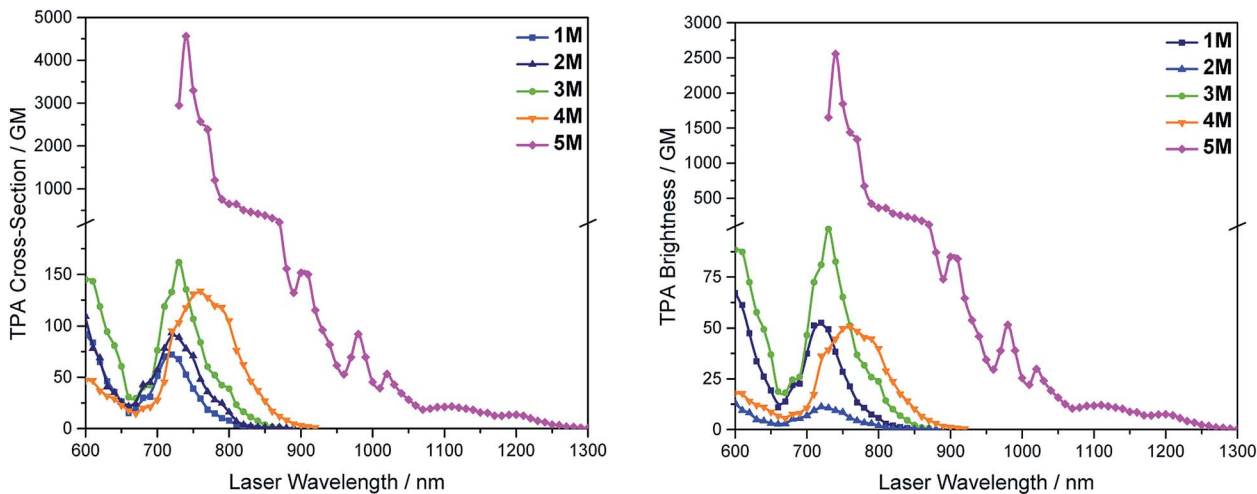 TPA Cross-Section / GM
5000
4000
3000
2000
1000
150
100
50
0
600 700 800 900 1000 1100 1200 1300
Laser Wavelength / nm
1M
2M
3M
4M
5M
TPA Brightness / GM
3000
2500
2000
1500
1000
500
75
50
25
0
600 700 800 900 1000 1100 1200 1300
Laser Wavelength / nm
1M
2M
3M
4M
5M